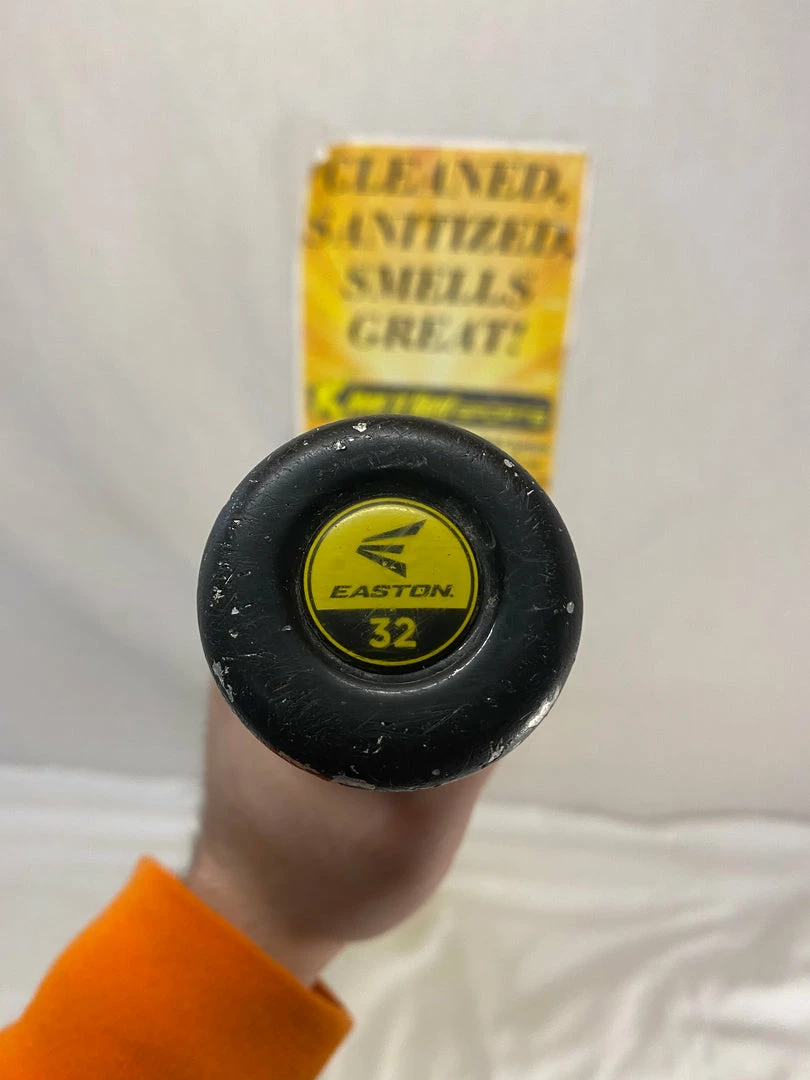 CLEANED,
SANITIZED,
SMELLS
GREAT!
EASTON.
32